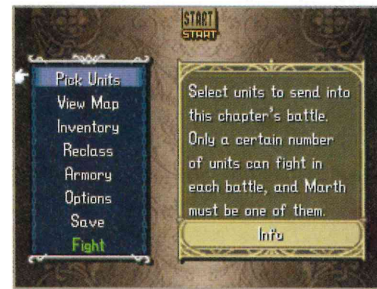 START
START
Pick Units
View Map
Inventory
Reclass
Armory
Options
Save
Fight
Select units to send into
this chapter's battle.
Only a certain number
of units can fight in
each battle, and Marth
must be one of them.
Info